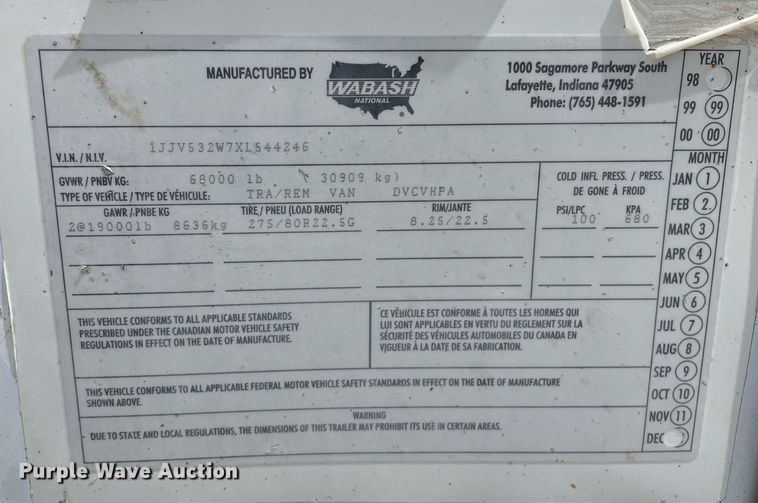 MANUFACTURED BY
WABASH
NATIONAL
1000 Sagamore Parkway South
Lafayette, Indiana 47905
Phone: (765) 448-1591
YEAR
98
99 99
00 00
MONTH
JAN 1
FEB 2
MAR 3
APR 4
MAY 5
JUN 6
JUL 7
AUG 8
SEP 9
OCT 10
NOV 11
DEC
V.I.N. / N.I.V. 1JJV532W7XL544246
GVWR / PNBV KG: 68000 lb ( 30909 kg)
TYPE OF VEHICLE / TYPE DE VÉHICULE: TRA/REM VAN DVCVHPA
COLD INFL PRESS. / PRESS.
DE GONE À FROID
GAWR / PNBE KG TIRE / PNEU (LOAD RANGE) RIM/JANTE PSI/LPC KPA
2@19000lb 8636kg 275/80R22.5G 8.25/22.5 100 680
THIS VEHICLE CONFORMS TO ALL APPLICABLE STANDARDS
PRESCRIBED UNDER THE CANADIAN MOTOR VEHICLE SAFETY
REGULATIONS IN EFFECT ON THE DATE OF MANUFACTURE.
CE VÉHICULE EST CONFORME À TOUTES LES HORMES QUI
LUI SONT APPLICABLES EN VERTU DU REGLEMENT SUR LA
SÉCURITÉ DES VÉHICULES AUTOMOBILES DU CANADA EN
VIGUEUR À LA DATE DE SA FABRICATION.
THIS VEHICLE CONFORMS TO ALL APPLICABLE FEDERAL MOTOR VEHICLE SAFETY STANDARDS IN EFFECT ON THE DATE OF MANUFACTURE
SHOWN ABOVE.
WARNING
DUE TO STATE AND LOCAL REGULATIONS, THE DIMENSIONS OF THIS TRAILER MAY PROHIBIT ITS USE IN CERTAIN AREAS.
Purple Wave Auction